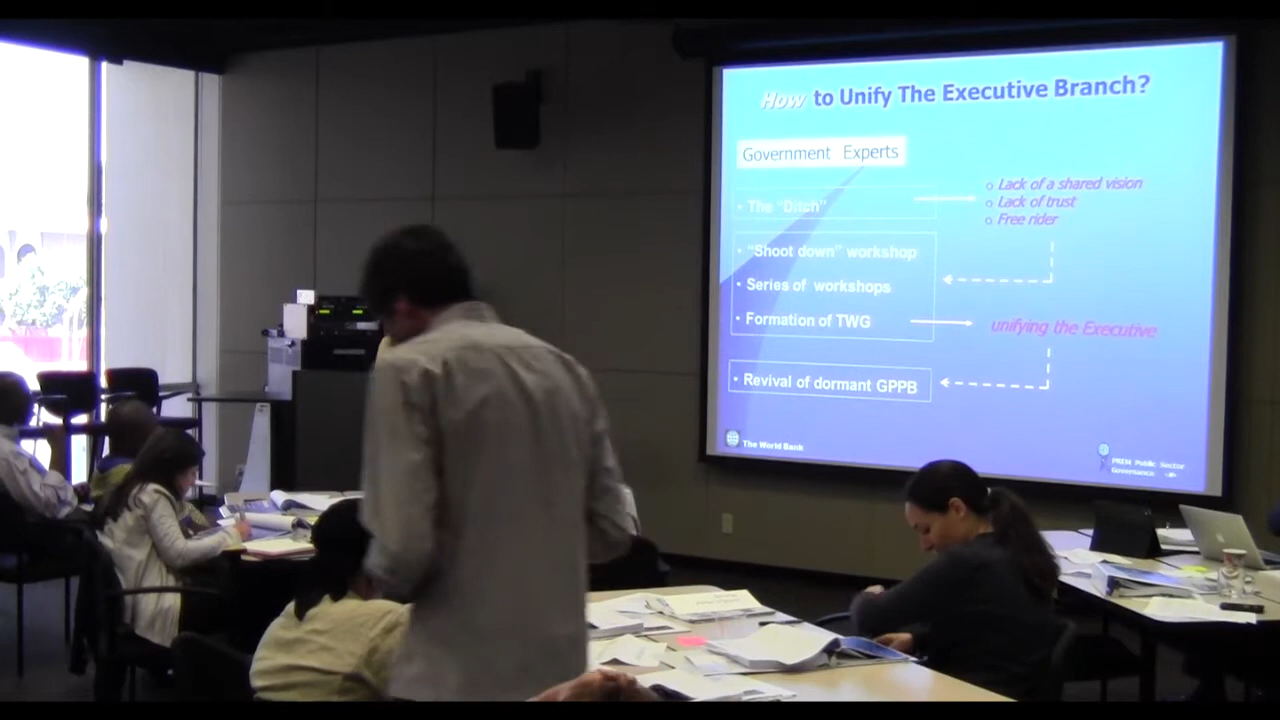 How to Unify The Executive Branch?
Government Experts
• The "Ditch"
o Lack of a shared vision
o Lack of trust
o Free rider
• "Shoot down" workshop
• Series of workshops
• Formation of TWG
unifying the Executive
• Revival of dormant GPPB
The World Bank
PREM Public Sector
Governance